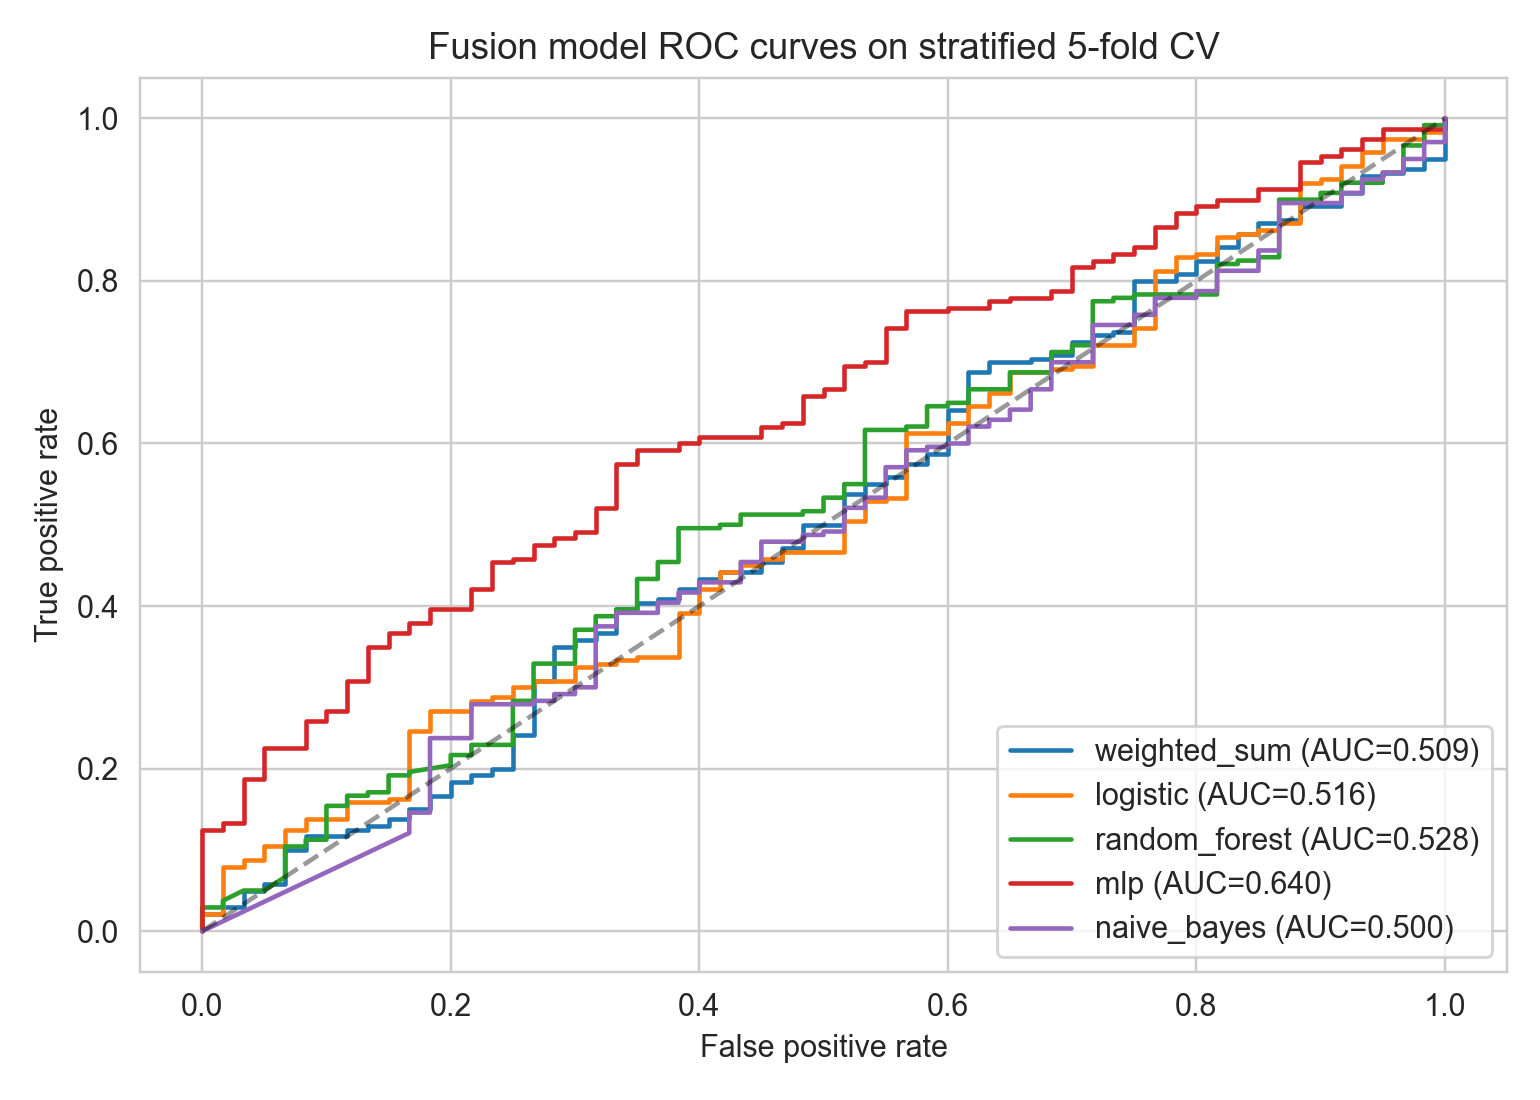 Fusion model ROC curves on stratified 5-fold CV
1.0
0.8
0.6
0.4
0.2
0.0
True positive rate
weighted_sum (AUC=0.509)
logistic (AUC=0.516)
random_forest (AUC=0.528)
mlp (AUC=0.640)
naive_bayes (AUC=0.500)
0.0 0.2 0.4 0.6 0.8 1.0
False positive rate